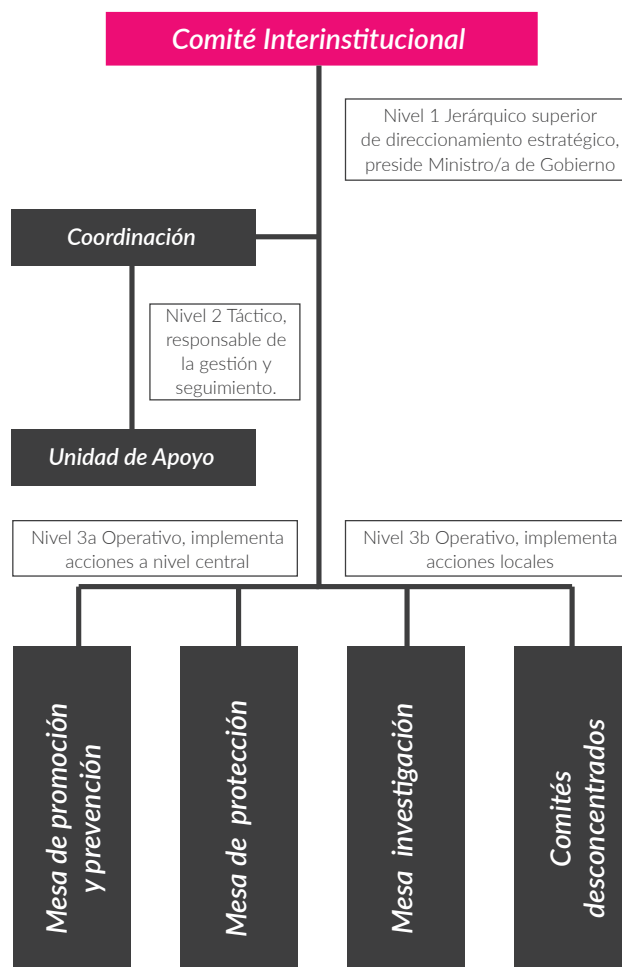 Comité Interinstitucional
Nivel 1 Jerárquico superior
de direccionamiento estratégico,
preside Ministro/a de Gobierno
Coordinación
Nivel 2 Táctico,
responsable de
la gestión y
seguimiento.
Unidad de Apoyo
Nivel 3a Operativo, implementa
acciones a nivel central
Nivel 3b Operativo, implementa
acciones locales
Mesa de promoción
y prevención
Mesa de protección
Mesa investigación
Comités
desconcentrados